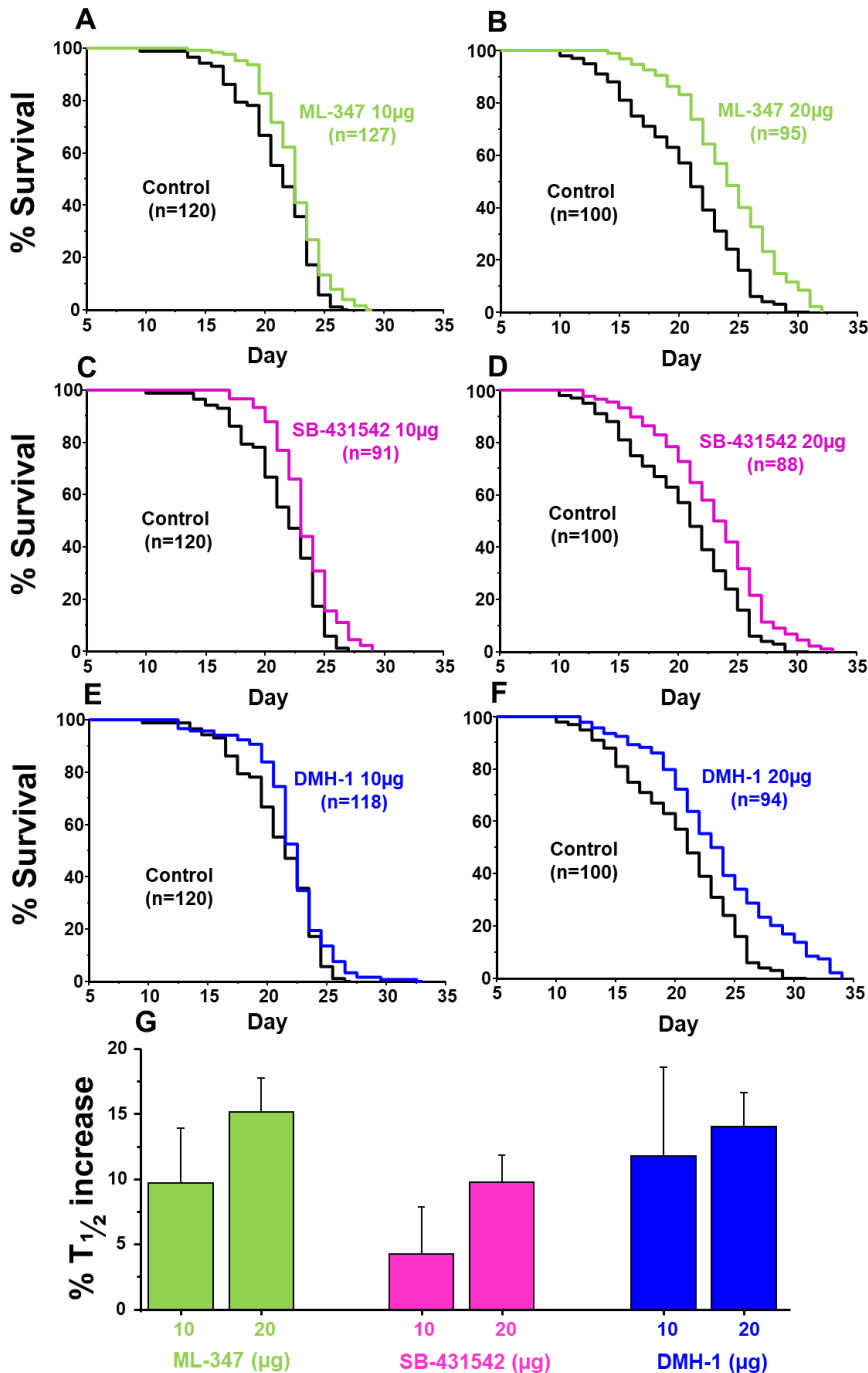 A
B
100
80
60
40
20
0
% Survival
ML-347 10µg
(n=127)
Control
(n=120)
5 10 15 20 25 30 35
Day
100
80
60
40
20
0
ML-347 20µg
(n=95)
Control
(n=100)
5 10 15 20 25 30 35
Day
C
D
100
80
60
40
20
0
% Survival
SB-431542 10µg
(n=91)
Control
(n=120)
5 10 15 20 25 30 35
Day
100
80
60
40
20
0
SB-431542 20µg
(n=88)
Control
(n=100)
5 10 15 20 25 30 35
Day
E
F
100
80
60
40
20
0
% Survival
DMH-1 10µg
(n=118)
Control
(n=120)
5 10 15 20 25 30 35
Day
100
80
60
40
20
0
DMH-1 20µg
(n=94)
Control
(n=100)
5 10 15 20 25 30 35
Day
G
20
15
10
5
0
% T½ increase
10 20 10 20 10 20
ML-347 (µg) SB-431542 (µg) DMH-1 (µg)